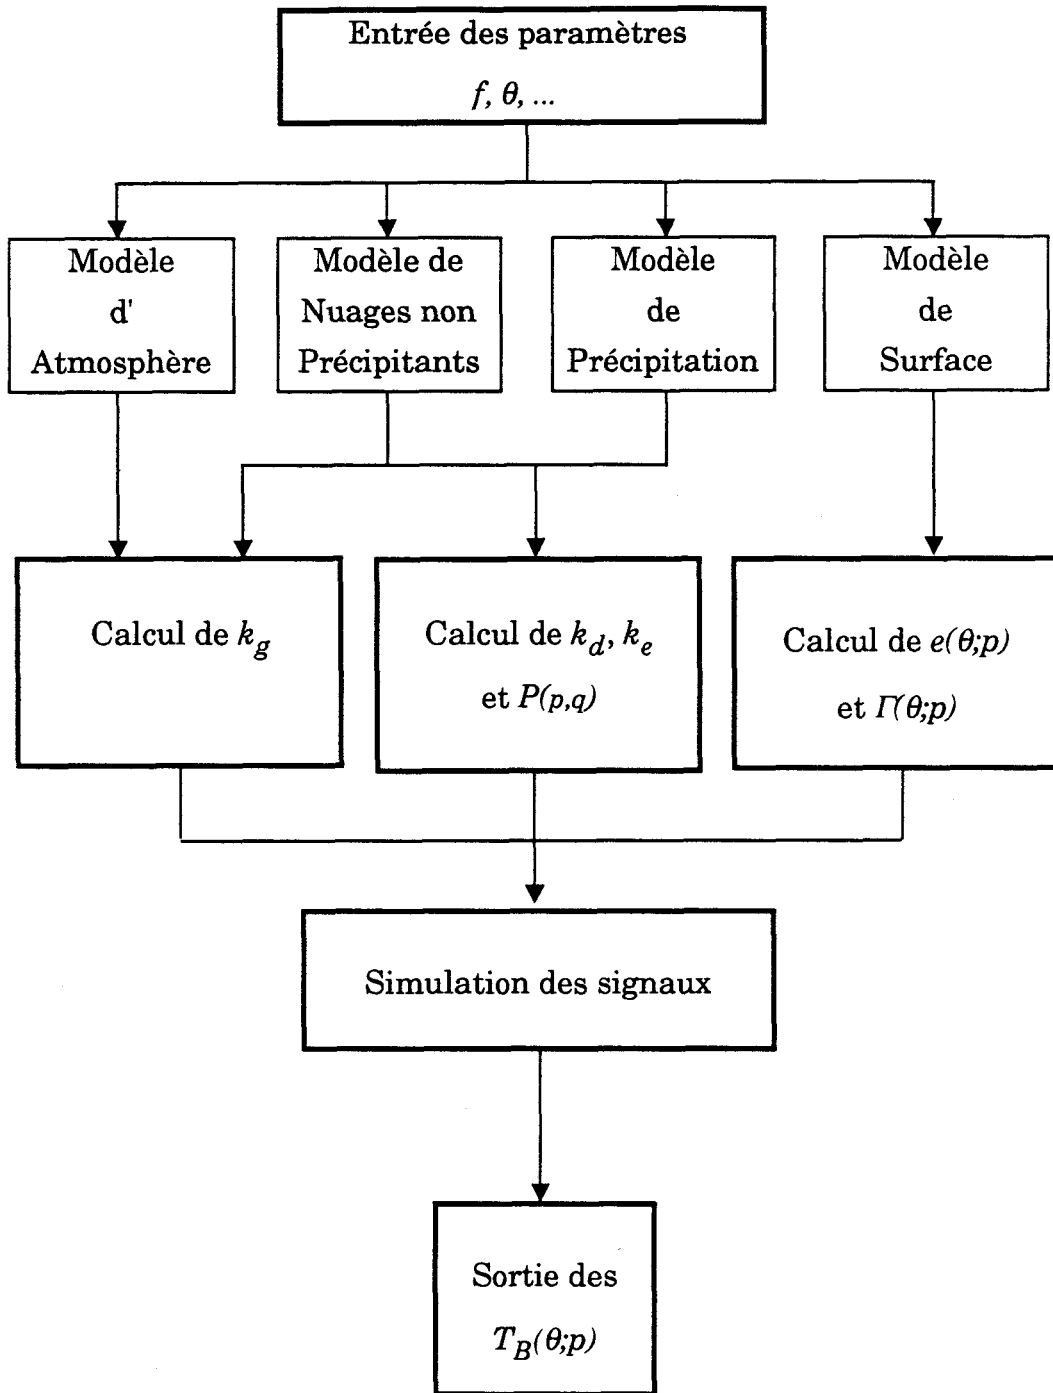 Entrée des paramètres
f, θ, ...
Modèle
d'
Atmosphère
Modèle de
Nuages non
Précipitants
Modèle
de
Précipitation
Modèle
de
Surface
Calcul de k_g
Calcul de k_d, k_e
et P(p,q)
Calcul de e(θ;p)
et Γ(θ;p)
Simulation des signaux
Sortie des
T_B(θ;p)